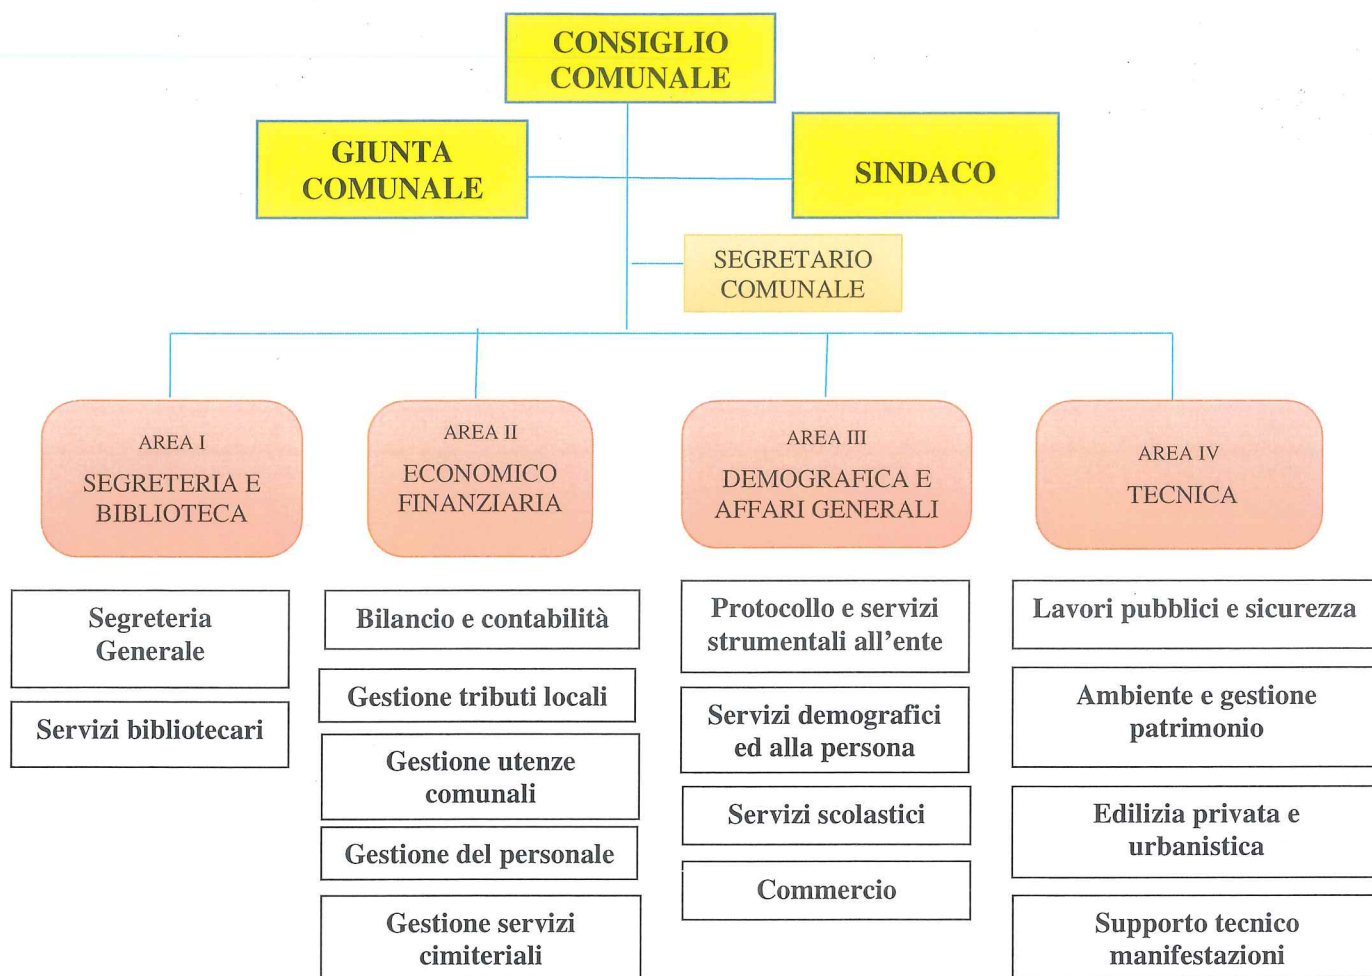 CONSIGLIO
COMUNALE
GIUNTA
COMUNALE
SINDACO
SEGRETARIO
COMUNALE
AREA I
SEGRETERIA E
BIBLIOTECA
AREA II
ECONOMICO
FINANZIARIA
AREA III
DEMOGRAFICA E
AFFARI GENERALI
AREA IV
TECNICA
Segreteria
Generale
Servizi bibliotecari
Bilancio e contabilità
Gestione tributi locali
Gestione utenze
comunali
Gestione del personale
Gestione servizi
cimiteriali
Protocollo e servizi
strumentali all'ente
Servizi demografici
ed alla persona
Servizi scolastici
Commercio
Lavori pubblici e sicurezza
Ambiente e gestione
patrimonio
Edilizia privata e
urbanistica
Supporto tecnico
manifestazioni